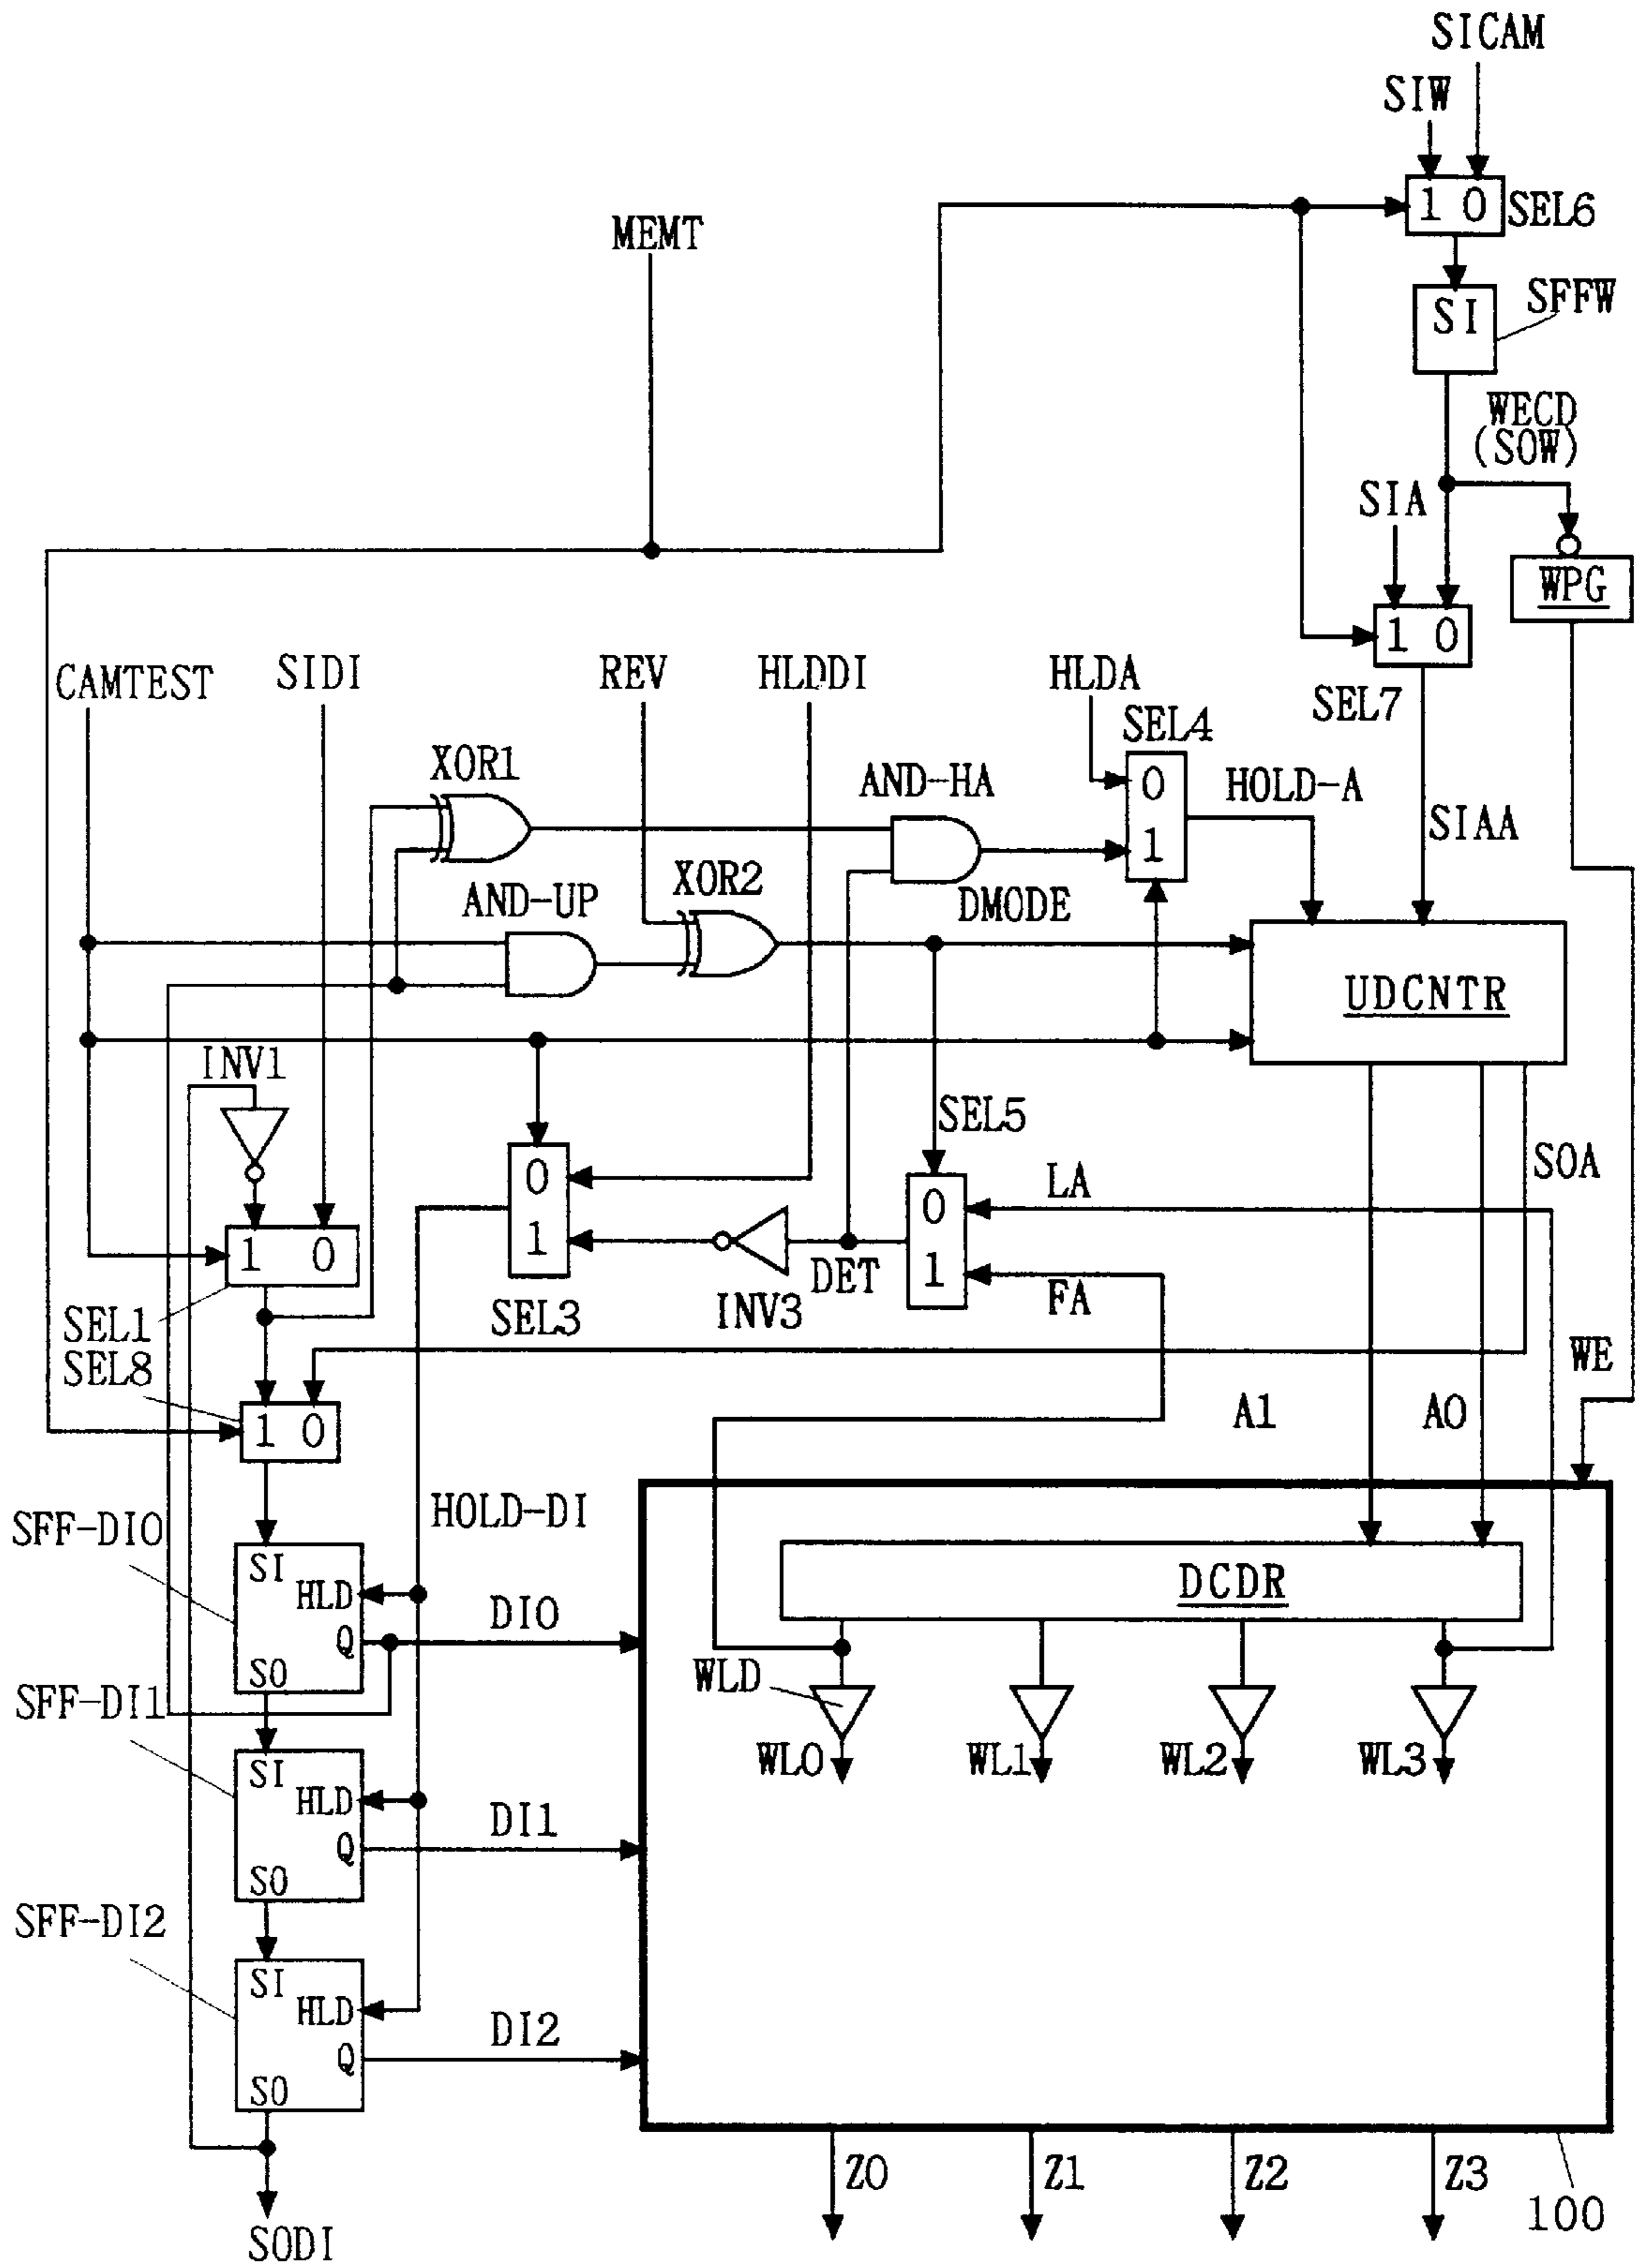 SICAM
SIW
1 0
SEL6
MEMT
SI
SFFW
WECD
(SOW)
SIA
WPG
1 0
SEL7
CAMTEST
SIDI
REV
HLDDI
HLDA
SEL4
XOR1
AND-HA
0
1
HOLD-A
SIAA
AND-UP
XOR2
DMODE
UDCNTR
INV1
SEL5
SOA
0
1
LA
0
1
FA
DET
INV3
SEL3
1 0
SEL1
SEL8
WE
1 0
A1
A0
HOLD-DI
SFF-DI0
SI
HLD
Q
SO
DI0
DCDR
SFF-DI1
WLD
SI
HLD
Q
SO
DI1
WL0
WL1
WL2
WL3
SFF-DI2
SI
HLD
Q
SO
DI2
Z0
Z1
Z2
Z3
100
SODI